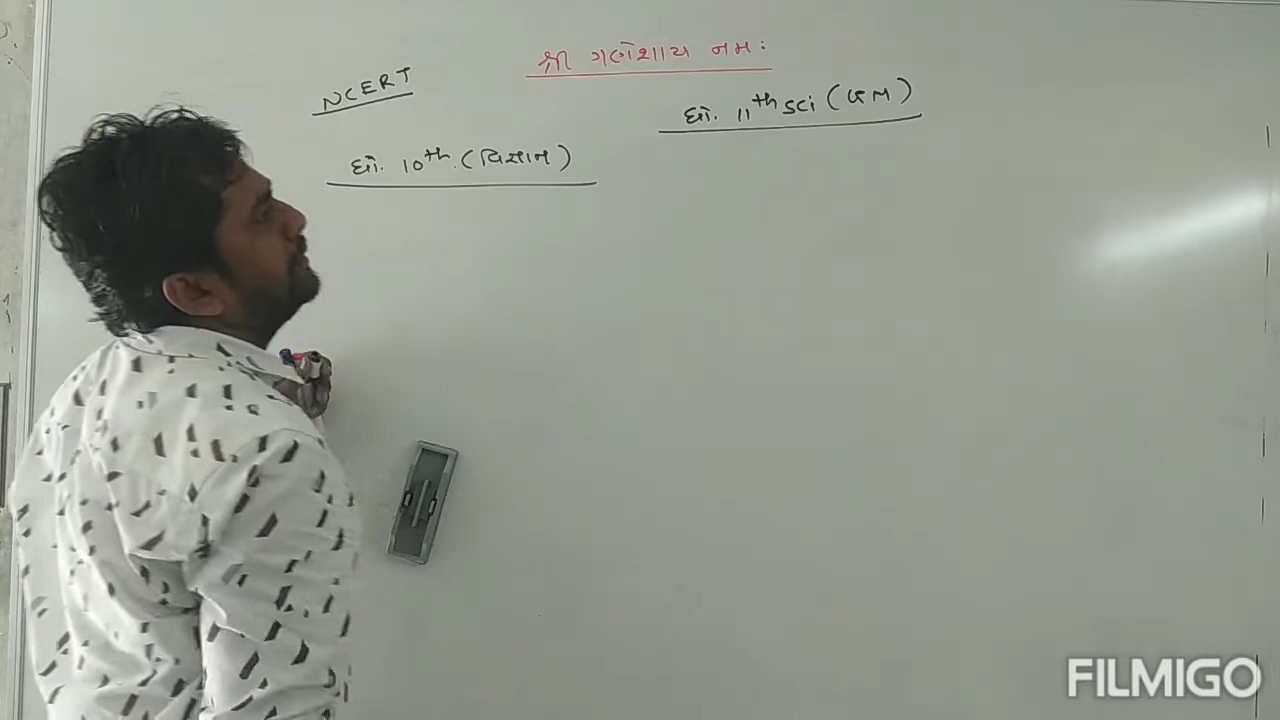 શ્રી ગણેશાય નમઃ
NCERT
ધો. 11th sci (GM)
ધો. 10th. (વિજ્ઞાન)
FILMIGO